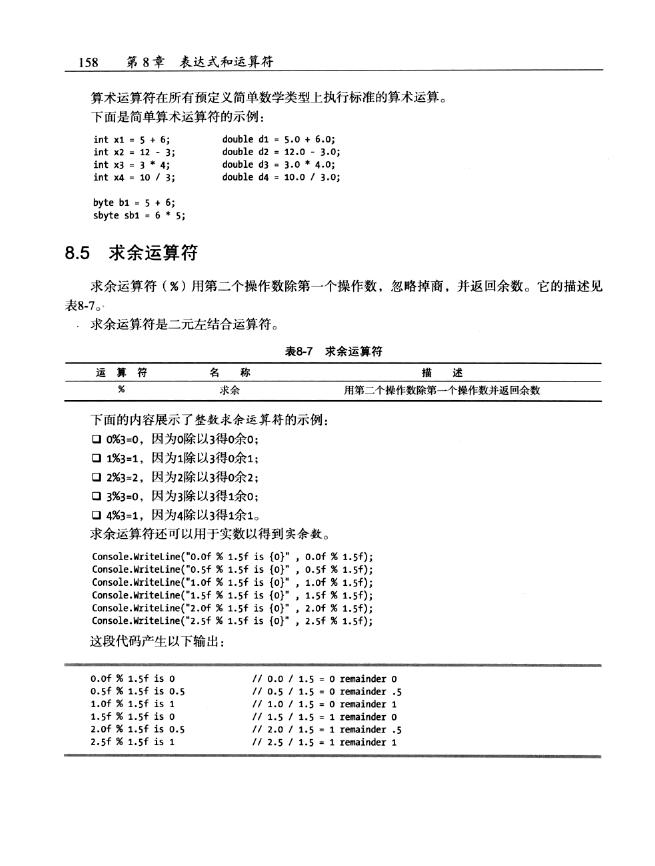 158 第8章 表达式和运算符
算术运算符在所有预定义简单数学类型上执行标准的算术运算。
下面是简单算术运算符的示例：
int x1 = 5 + 6; double d1 = 5.0 + 6.0;
int x2 = 12 - 3; double d2 = 12.0 - 3.0;
int x3 = 3 * 4; double d3 = 3.0 * 4.0;
int x4 = 10 / 3; double d4 = 10.0 / 3.0;
byte b1 = 5 + 6;
sbyte sb1 = 6 * 5;
8.5 求余运算符
求余运算符（%）用第二个操作数除第一个操作数，忽略掉商，并返回余数。它的描述见
表8-7。
求余运算符是二元左结合运算符。
表8-7 求余运算符
运算符 名称 描述
% 求余 用第二个操作数除第一个操作数并返回余数
下面的内容展示了整数求余运算符的示例：
❑ 0%3=0，因为0除以3得0余0；
❑ 1%3=1，因为1除以3得0余1；
❑ 2%3=2，因为2除以3得0余2；
❑ 3%3=0，因为3除以3得1余0；
❑ 4%3=1，因为4除以3得1余1。
求余运算符还可以用于实数以得到实余数。
Console.WriteLine("0.0f % 1.5f is {0}" , 0.0f % 1.5f);
Console.WriteLine("0.5f % 1.5f is {0}" , 0.5f % 1.5f);
Console.WriteLine("1.0f % 1.5f is {0}" , 1.0f % 1.5f);
Console.WriteLine("1.5f % 1.5f is {0}" , 1.5f % 1.5f);
Console.WriteLine("2.0f % 1.5f is {0}" , 2.0f % 1.5f);
Console.WriteLine("2.5f % 1.5f is {0}" , 2.5f % 1.5f);
这段代码产生以下输出：
0.0f % 1.5f is 0 // 0.0 / 1.5 = 0 remainder 0
0.5f % 1.5f is 0.5 // 0.5 / 1.5 = 0 remainder .5
1.0f % 1.5f is 1 // 1.0 / 1.5 = 0 remainder 1
1.5f % 1.5f is 0 // 1.5 / 1.5 = 1 remainder 0
2.0f % 1.5f is 0.5 // 2.0 / 1.5 = 1 remainder .5
2.5f % 1.5f is 1 // 2.5 / 1.5 = 1 remainder 1